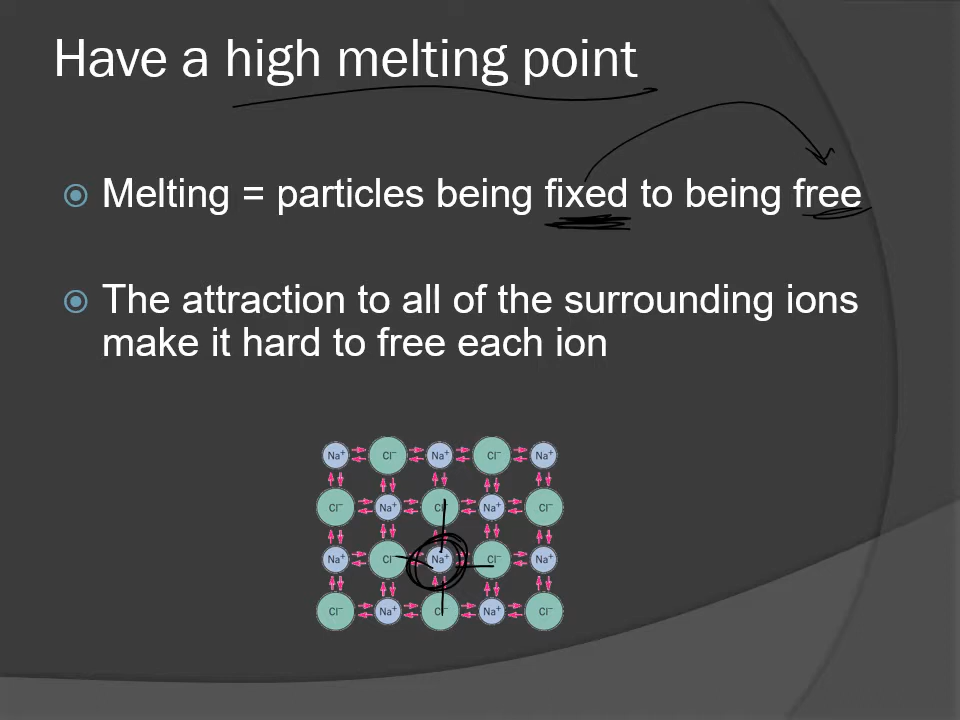 Have a high melting point
Melting = particles being fixed to being free
The attraction to all of the surrounding ions
make it hard to free each ion
Na⁺ Cl⁻ Na⁺ Cl⁻ Na⁺
Cl⁻ Na⁺ Cl⁻ Na⁺ Cl⁻
Na⁺ Cl⁻ Na⁺ Cl⁻ Na⁺
Cl⁻ Na⁺ Cl⁻ Na⁺ Cl⁻